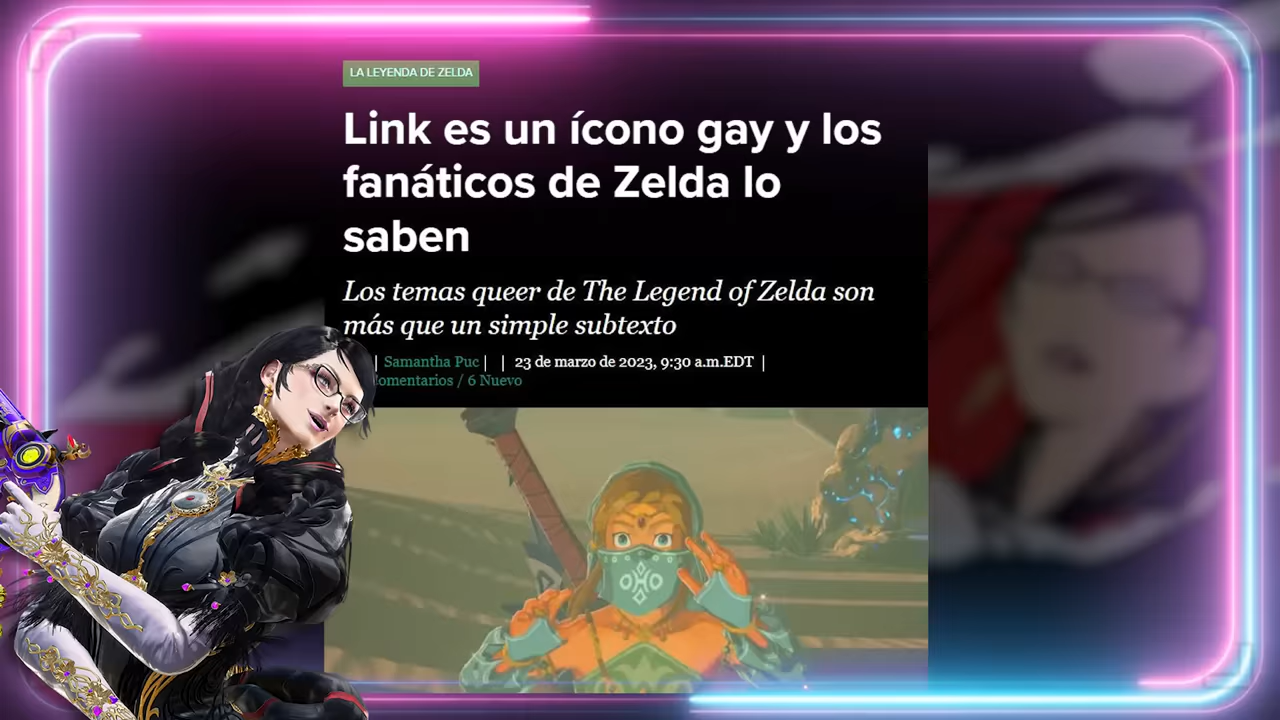 LA LEYENDA DE ZELDA
Link es un ícono gay y los
fanáticos de Zelda lo
saben
Los temas queer de The Legend of Zelda son
más que un simple subtexto
| Samantha Puc | | 23 de marzo de 2023, 9:30 a.m.EDT |
omentarios / 6 Nuevo